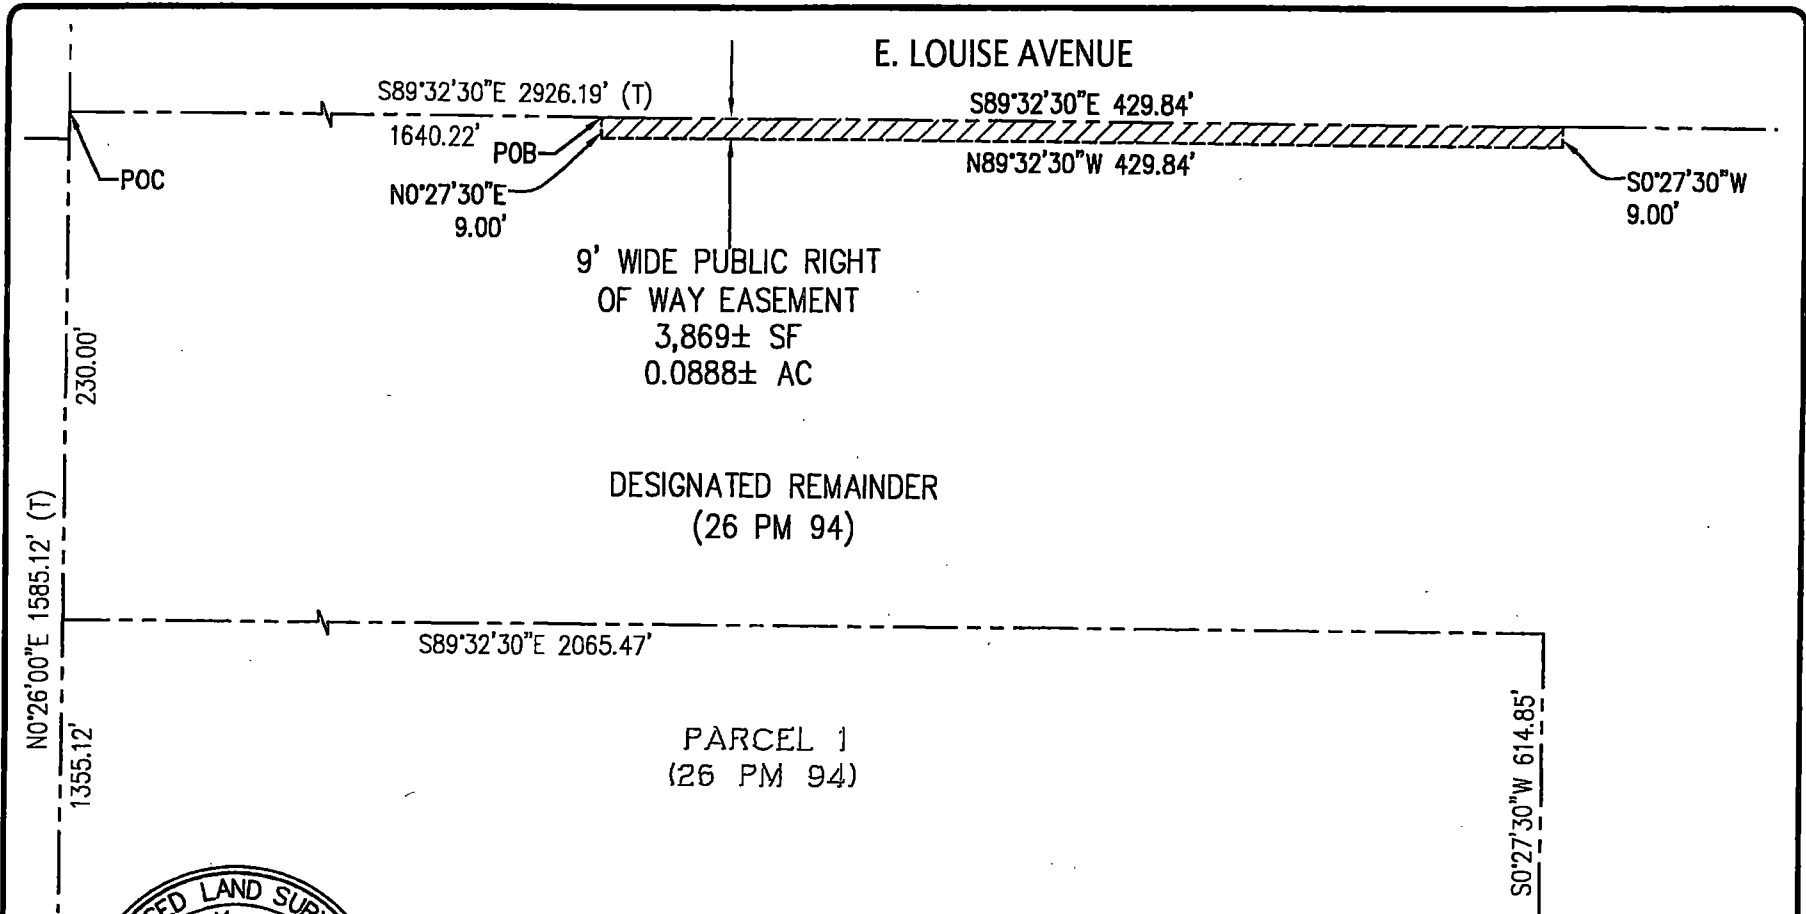 E. LOUISE AVENUE
S89°32'30"E 2926.19' (T)
S89°32'30"E 429.84'
1640.22'
POB
N89°32'30"W 429.84'
POC
N0°27'30"E
9.00'
S0°27'30"W
9.00'
9' WIDE PUBLIC RIGHT
OF WAY EASEMENT
3,869± SF
0.0888± AC
230.00'
DESIGNATED REMAINDER
(26 PM 94)
N0°26'00"E 1585.12' (T)
S89°32'30"E 2065.47'
1355.12'
PARCEL 1
(26 PM 94)
S0°27'30"W 614.85'
LAND